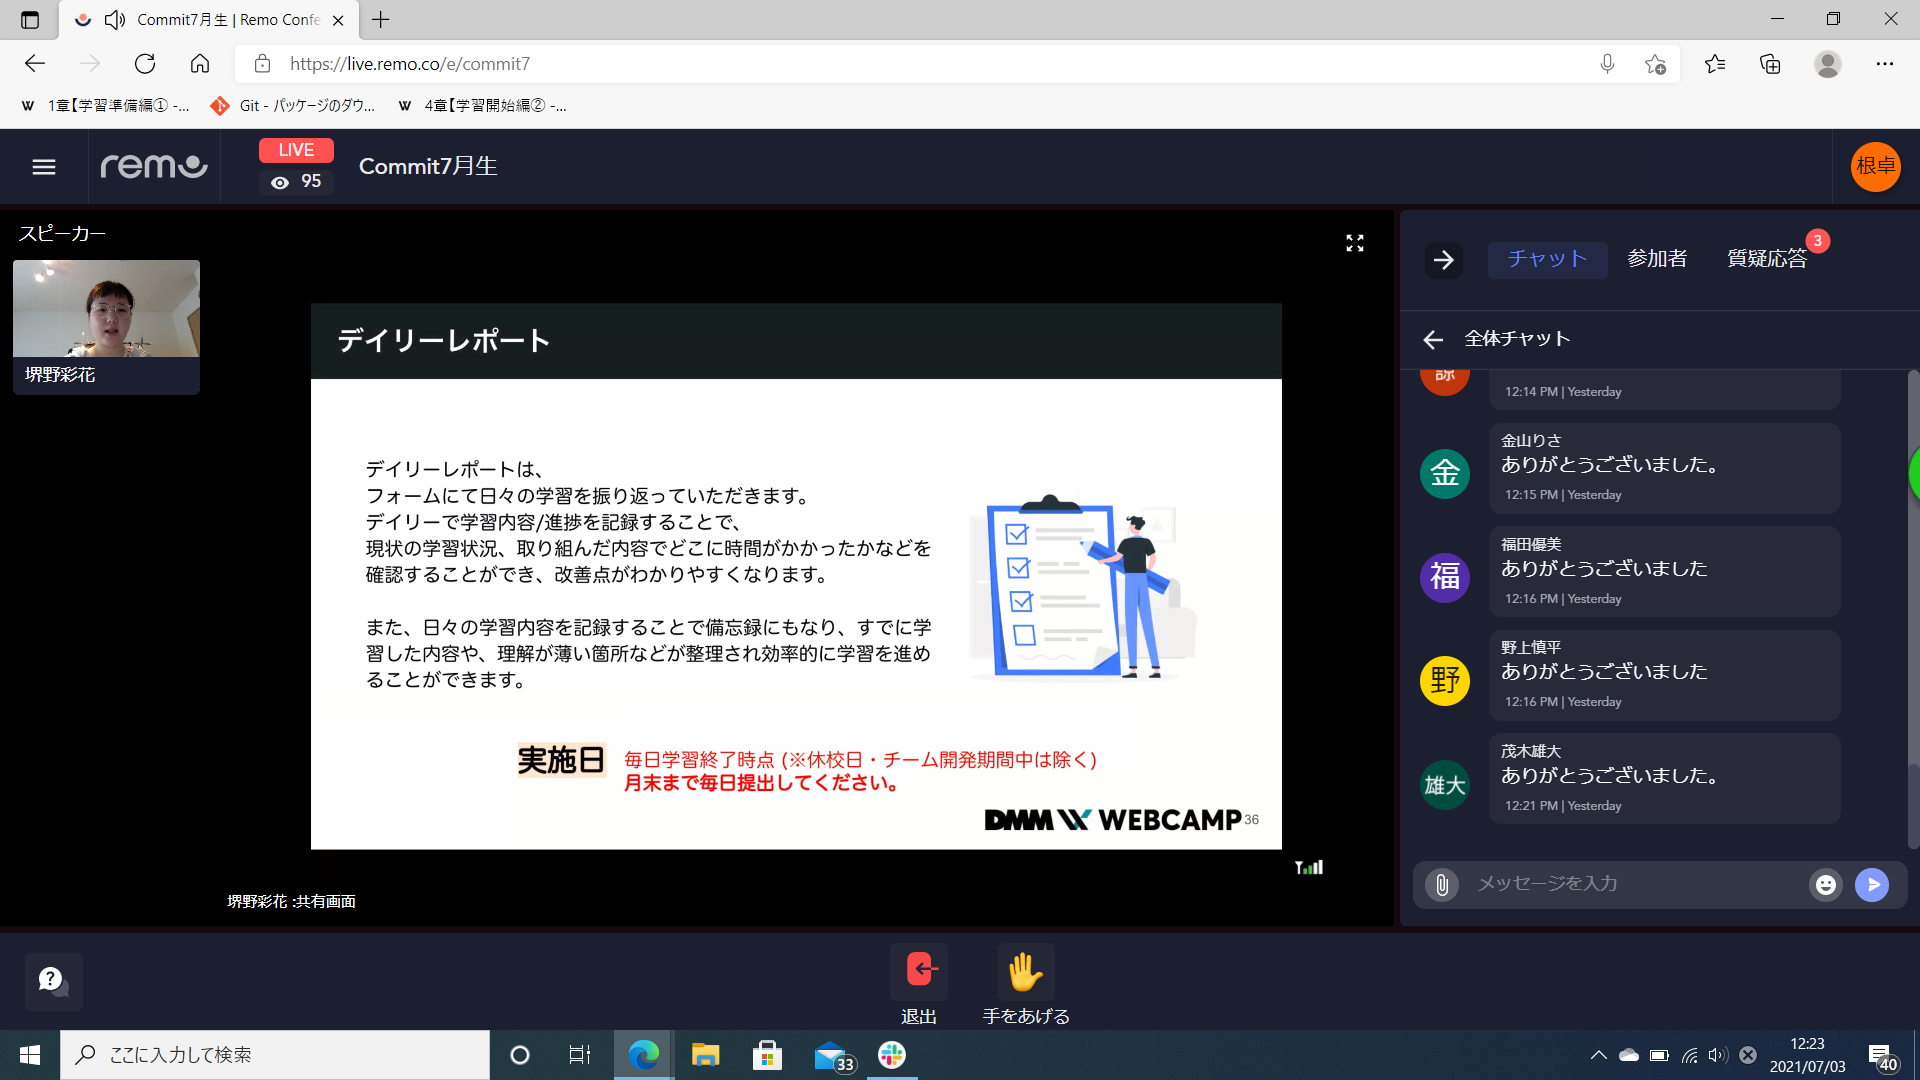 Commit7月生 | Remo Confe
https://live.remo.co/e/commit7
1章【学習準備編① -...
Git - パッケージのダウ...
4章【学習開始編② -...
remo
LIVE
95
Commit7月生
根卓
スピーカー
堺野彩花
デイリーレポート
デイリーレポートは、
フォームにて日々の学習を振り返っていただきます。
デイリーで学習内容/進捗を記録することで、
現状の学習状況、取り組んだ内容でどこに時間がかかったかなどを
確認することができ、改善点がわかりやすくなります。
また、日々の学習内容を記録することで備忘録にもなり、すでに学
習した内容や、理解が薄い箇所などが整理され効率的に学習を進め
ることができます。
実施日
毎日学習終了時点 (※休校日・チーム開発期間中は除く)
月末まで毎日提出してください。
DMM WEBCAMP 36
堺野彩花 :共有画面
チャット
参加者
質疑応答
3
全体チャット
12:14 PM | Yesterday
金
金山りさ
ありがとうございました。
12:15 PM | Yesterday
福
福田優美
ありがとうございました
12:16 PM | Yesterday
野
野上慎平
ありがとうございました
12:16 PM | Yesterday
雄大
茂木雄大
ありがとうございました。
12:21 PM | Yesterday
メッセージを入力
退出
手をあげる
ここに入力して検索
33
12:23
2021/07/03
40